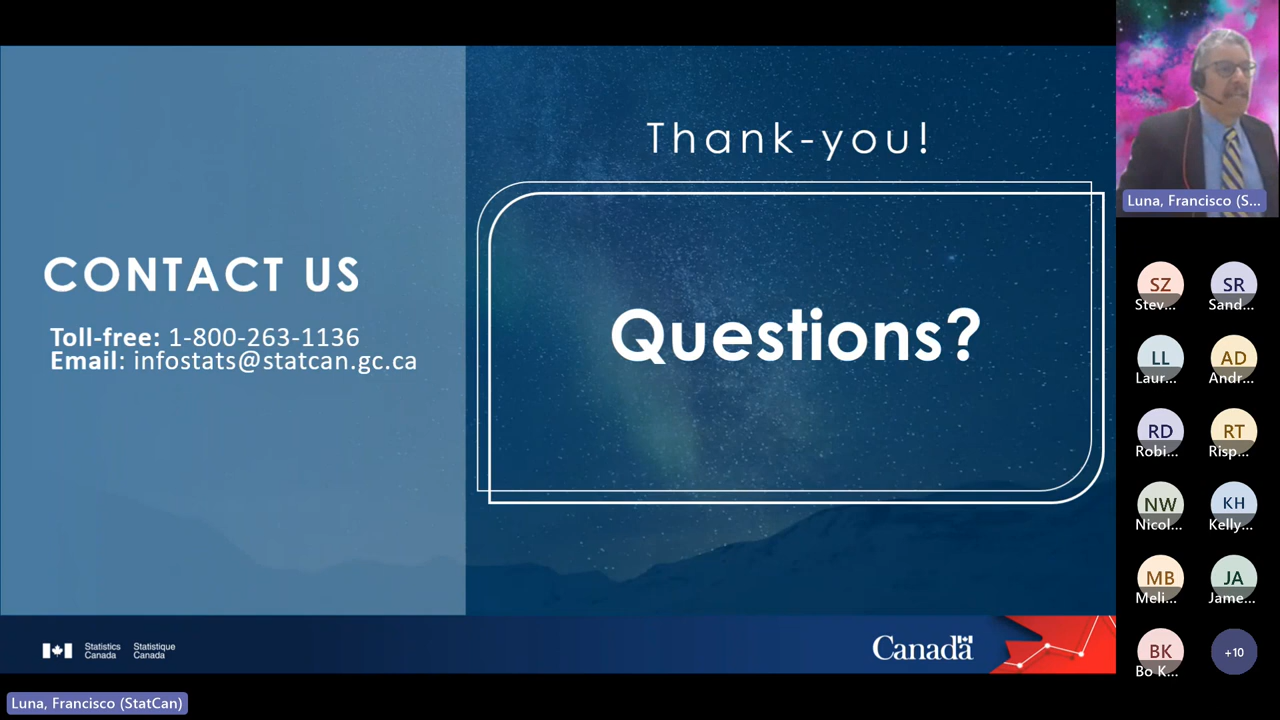 Thank-you!
Questions?
CONTACT US
Toll-free: 1-800-263-1136
Email: infostats@statcan.gc.ca
Statistics Canada
Statistique Canada
Canada
Luna, Francisco (StatCan)
Luna, Francisco (S...
SZ
Stev...
SR
Sand...
LL
Laur...
AD
Andr...
RD
Robi...
RT
Risp...
NW
Nicol...
KH
Kelly...
MB
Meli...
JA
Jame...
BK
Bo K...
+10